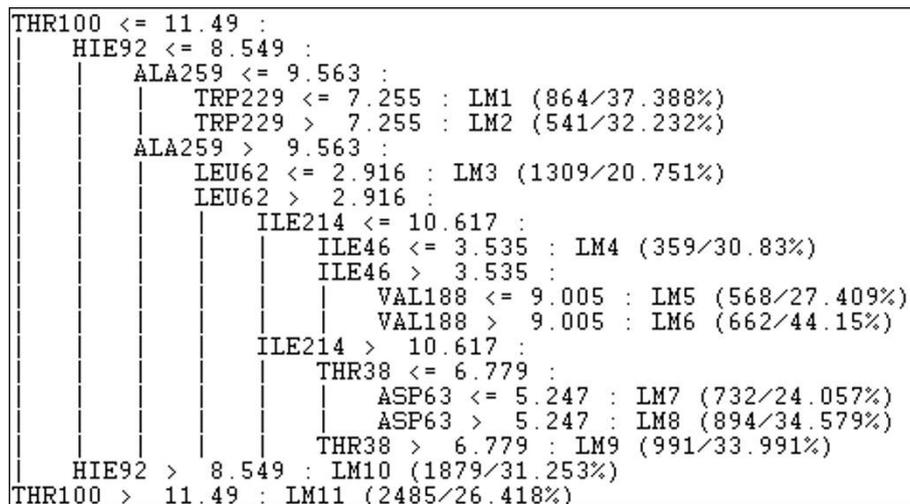 THR100 <= 11.49 :
|   HIE92 <= 8.549 :
|   |   ALA259 <= 9.563 :
|   |   |   TRP229 <= 7.255 : LM1 (864/37.388%)
|   |   |   TRP229 >  7.255 : LM2 (541/32.232%)
|   |   ALA259 >  9.563 :
|   |   |   LEU62 <= 2.916 : LM3 (1309/20.751%)
|   |   |   LEU62 >  2.916 :
|   |   |   |   ILE214 <= 10.617 :
|   |   |   |   |   ILE46 <= 3.535 : LM4 (359/30.83%)
|   |   |   |   |   ILE46 >  3.535 :
|   |   |   |   |   |   VAL188 <= 9.005 : LM5 (568/27.409%)
|   |   |   |   |   |   VAL188 >  9.005 : LM6 (662/44.15%)
|   |   |   |   ILE214 >  10.617 :
|   |   |   |   |   THR38 <= 6.779 :
|   |   |   |   |   |   ASP63 <= 5.247 : LM7 (732/24.057%)
|   |   |   |   |   |   ASP63 >  5.247 : LM8 (894/34.579%)
|   |   |   |   |   THR38 >  6.779 : LM9 (991/33.991%)
|   HIE92 >  8.549 : LM10 (1879/31.253%)
THR100 >  11.49 : LM11 (2485/26.418%)